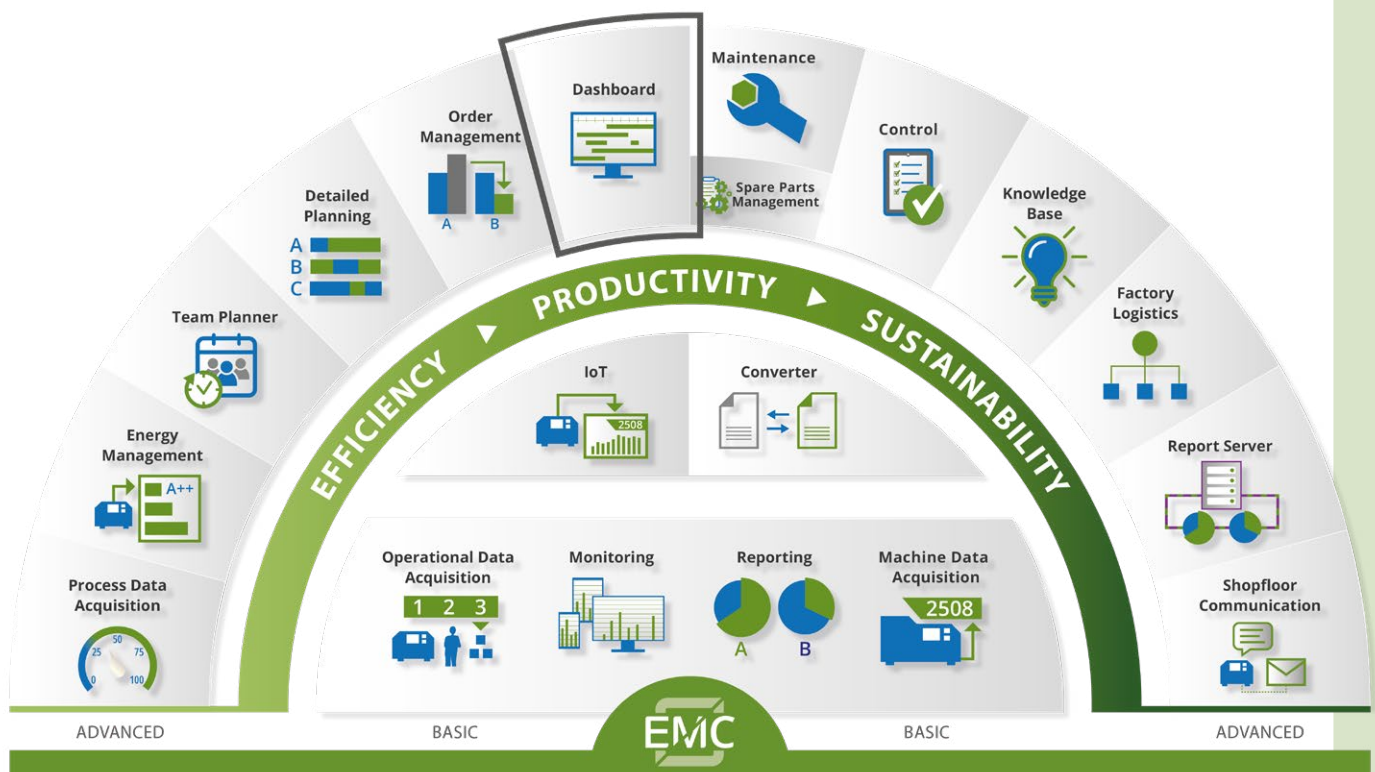 Dashboard
Maintenance
Spare Parts
Management
Order
Management
A B
Control
Detailed
Planning
A
B
C
Knowledge
Base
Team Planner
Factory
Logistics
Energy
Management
A++
Report Server
Process Data
Acquisition
0 25 50 75 100
Shopfloor
Communication
EFFICIENCY
PRODUCTIVITY
SUSTAINABILITY
IoT
2508
Converter
Operational Data
Acquisition
1 2 3
Monitoring
Reporting
A B
Machine Data
Acquisition
2508
ADVANCED
BASIC
EMC
BASIC
ADVANCED